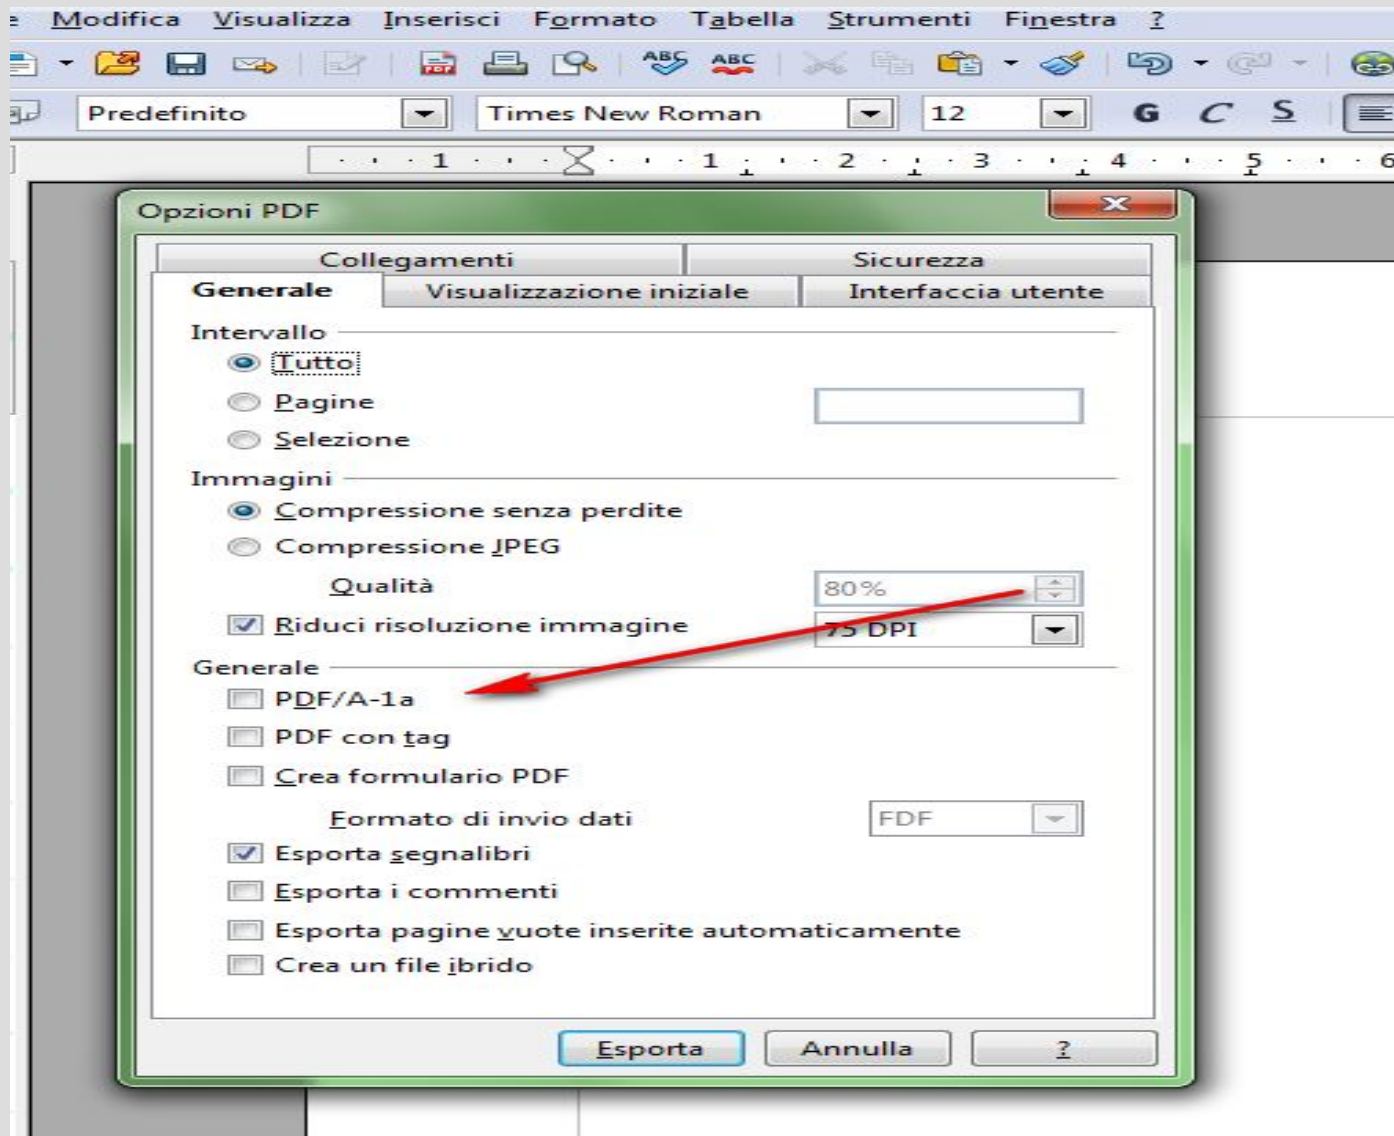 e Modifica Visualizza Inserisci Formato Tabella Strumenti Finestra ?
ABC ABC
Predefinito Times New Roman 12 G C S
1 1 2 3 4 5 6
Opzioni PDF
Collegamenti Sicurezza
Generale Visualizzazione iniziale Interfaccia utente
Intervallo
Tutto
Pagine
Selezione
Immagini
Compressione senza perdite
Compressione JPEG
Qualità 80%
Riduci risoluzione immagine 75 DPI
Generale
PDF/A-1a
PDF con tag
Crea formulario PDF
Formato di invio dati FDF
Esporta segnalibri
Esporta i commenti
Esporta pagine vuote inserite automaticamente
Crea un file ibrido
Esporta Annulla ?